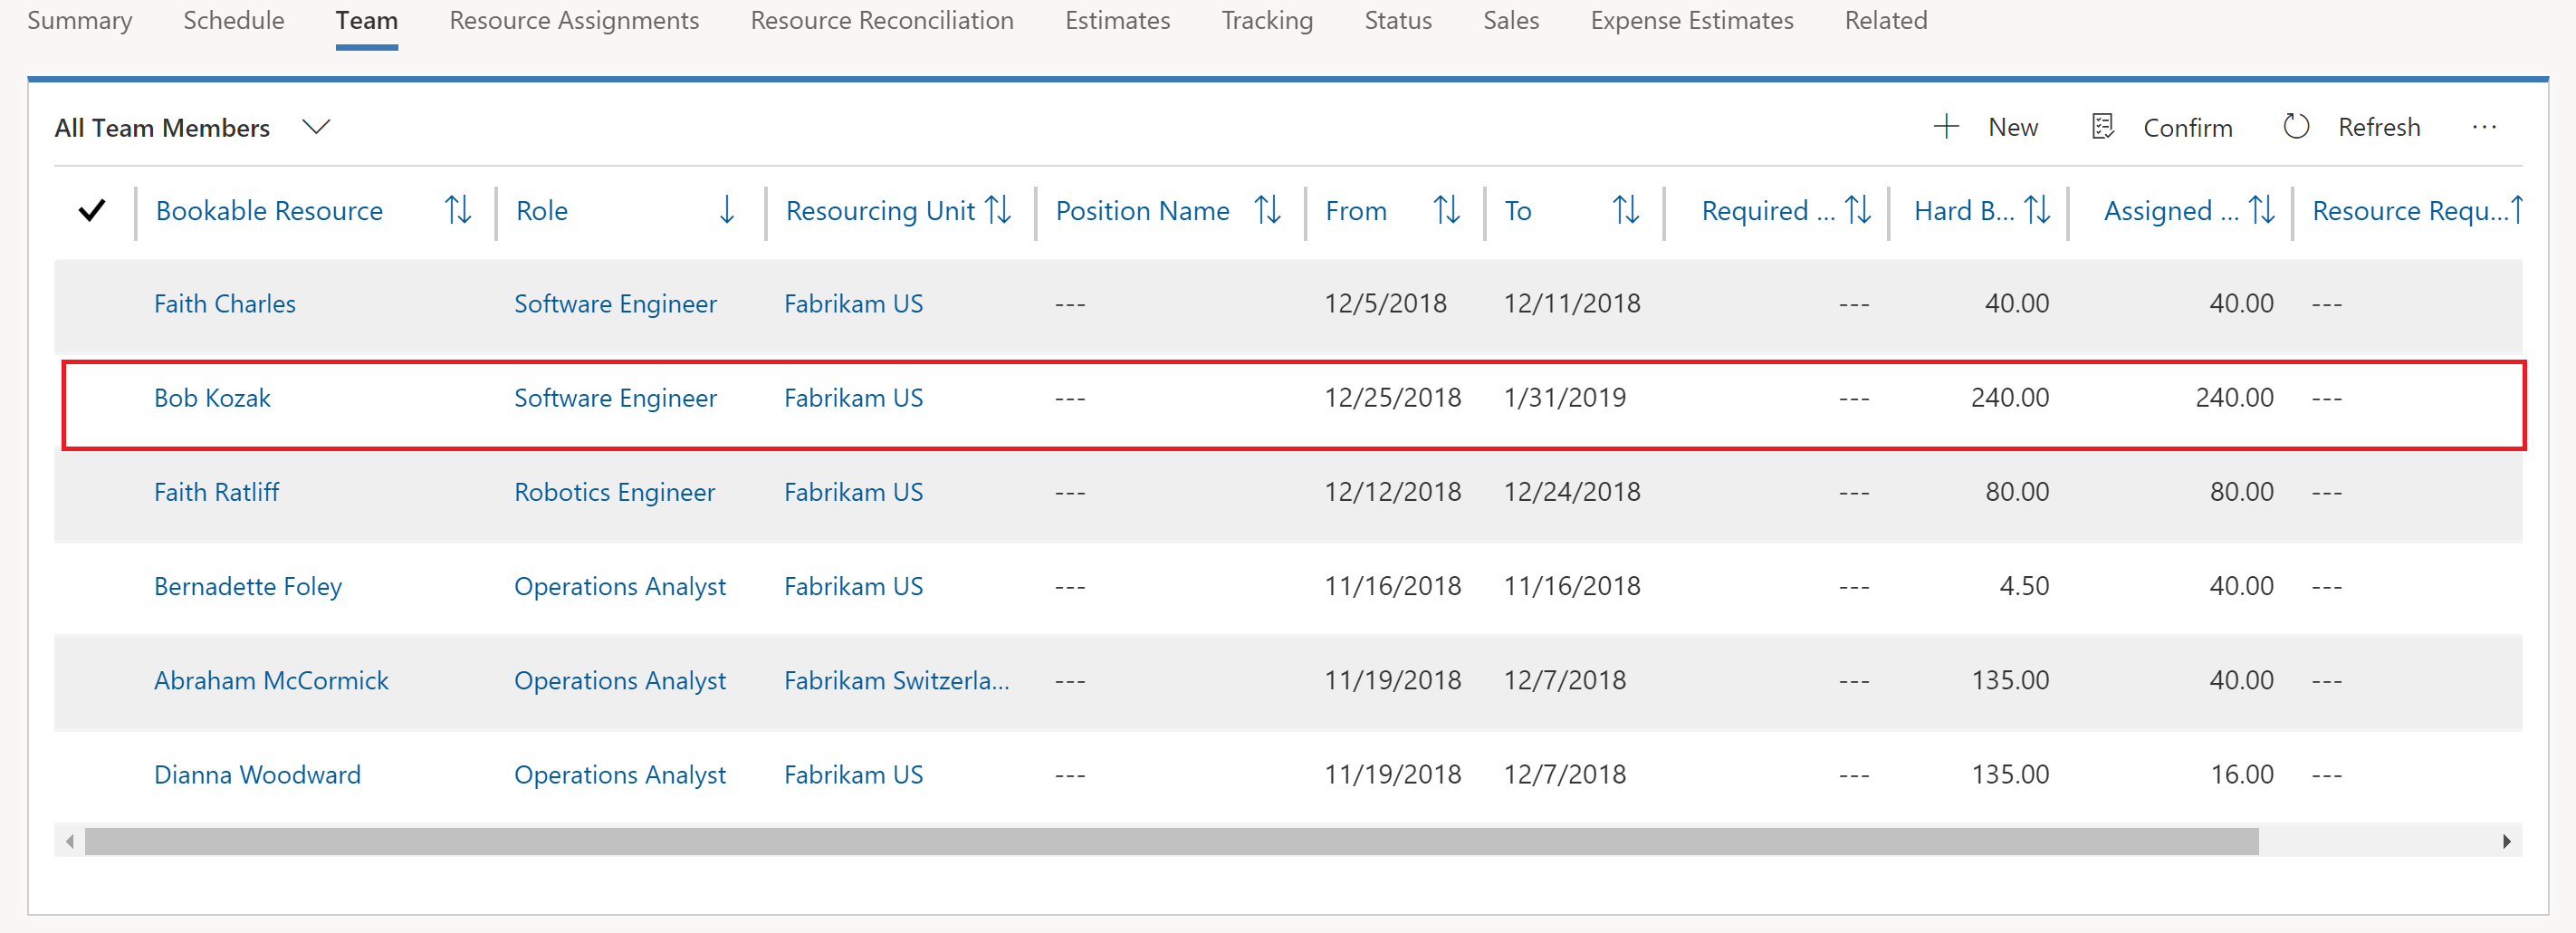 Summary Schedule Team Resource Assignments Resource Reconciliation Estimates Tracking Status Sales Expense Estimates Related
All Team Members New Confirm Refresh ...
Bookable Resource Role Resourcing Unit Position Name From To Required ... Hard B... Assigned ... Resource Requ...
Faith Charles Software Engineer Fabrikam US --- 12/5/2018 12/11/2018 --- 40.00 40.00 ---
Bob Kozak Software Engineer Fabrikam US --- 12/25/2018 1/31/2019 --- 240.00 240.00 ---
Faith Ratliff Robotics Engineer Fabrikam US --- 12/12/2018 12/24/2018 --- 80.00 80.00 ---
Bernadette Foley Operations Analyst Fabrikam US --- 11/16/2018 11/16/2018 --- 4.50 40.00 ---
Abraham McCormick Operations Analyst Fabrikam Switzerla... --- 11/19/2018 12/7/2018 --- 135.00 40.00 ---
Dianna Woodward Operations Analyst Fabrikam US --- 11/19/2018 12/7/2018 --- 135.00 16.00 ---